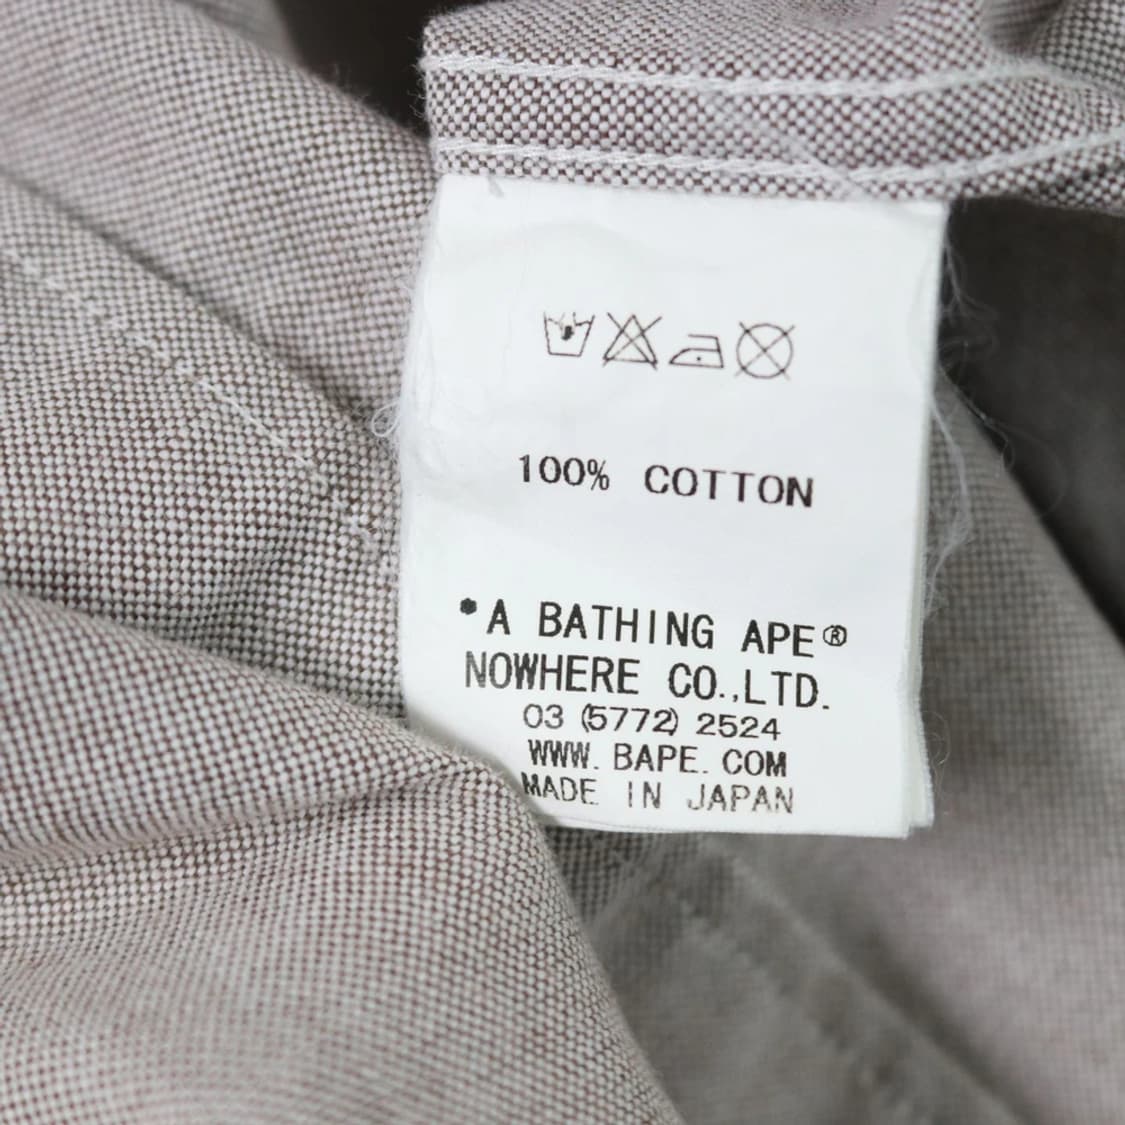 100% COTTON
*A BATHING APE®
NOWHERE CO.,LTD.
03 (5772) 2524
WWW. BAPE. COM
MADE IN JAPAN